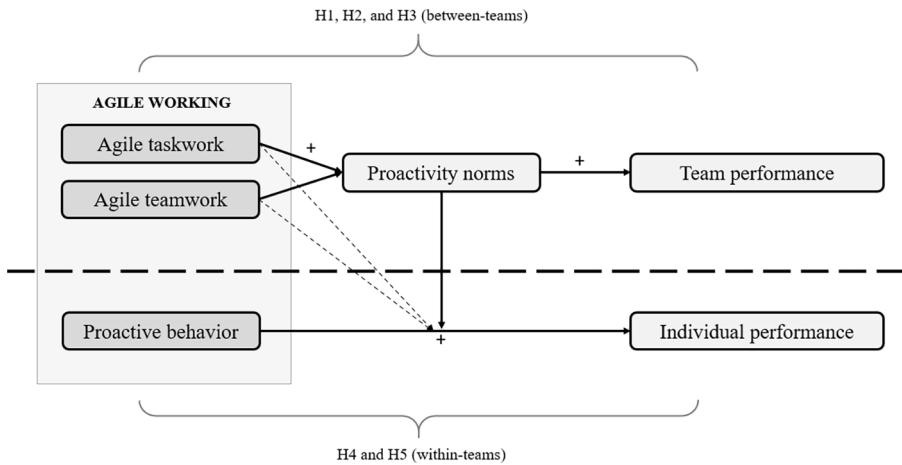 H1, H2, and H3 (between-teams)
AGILE WORKING
Agile taskwork
+
+
Proactivity norms
Team performance
Agile teamwork
Proactive behavior
+
Individual performance
H4 and H5 (within-teams)